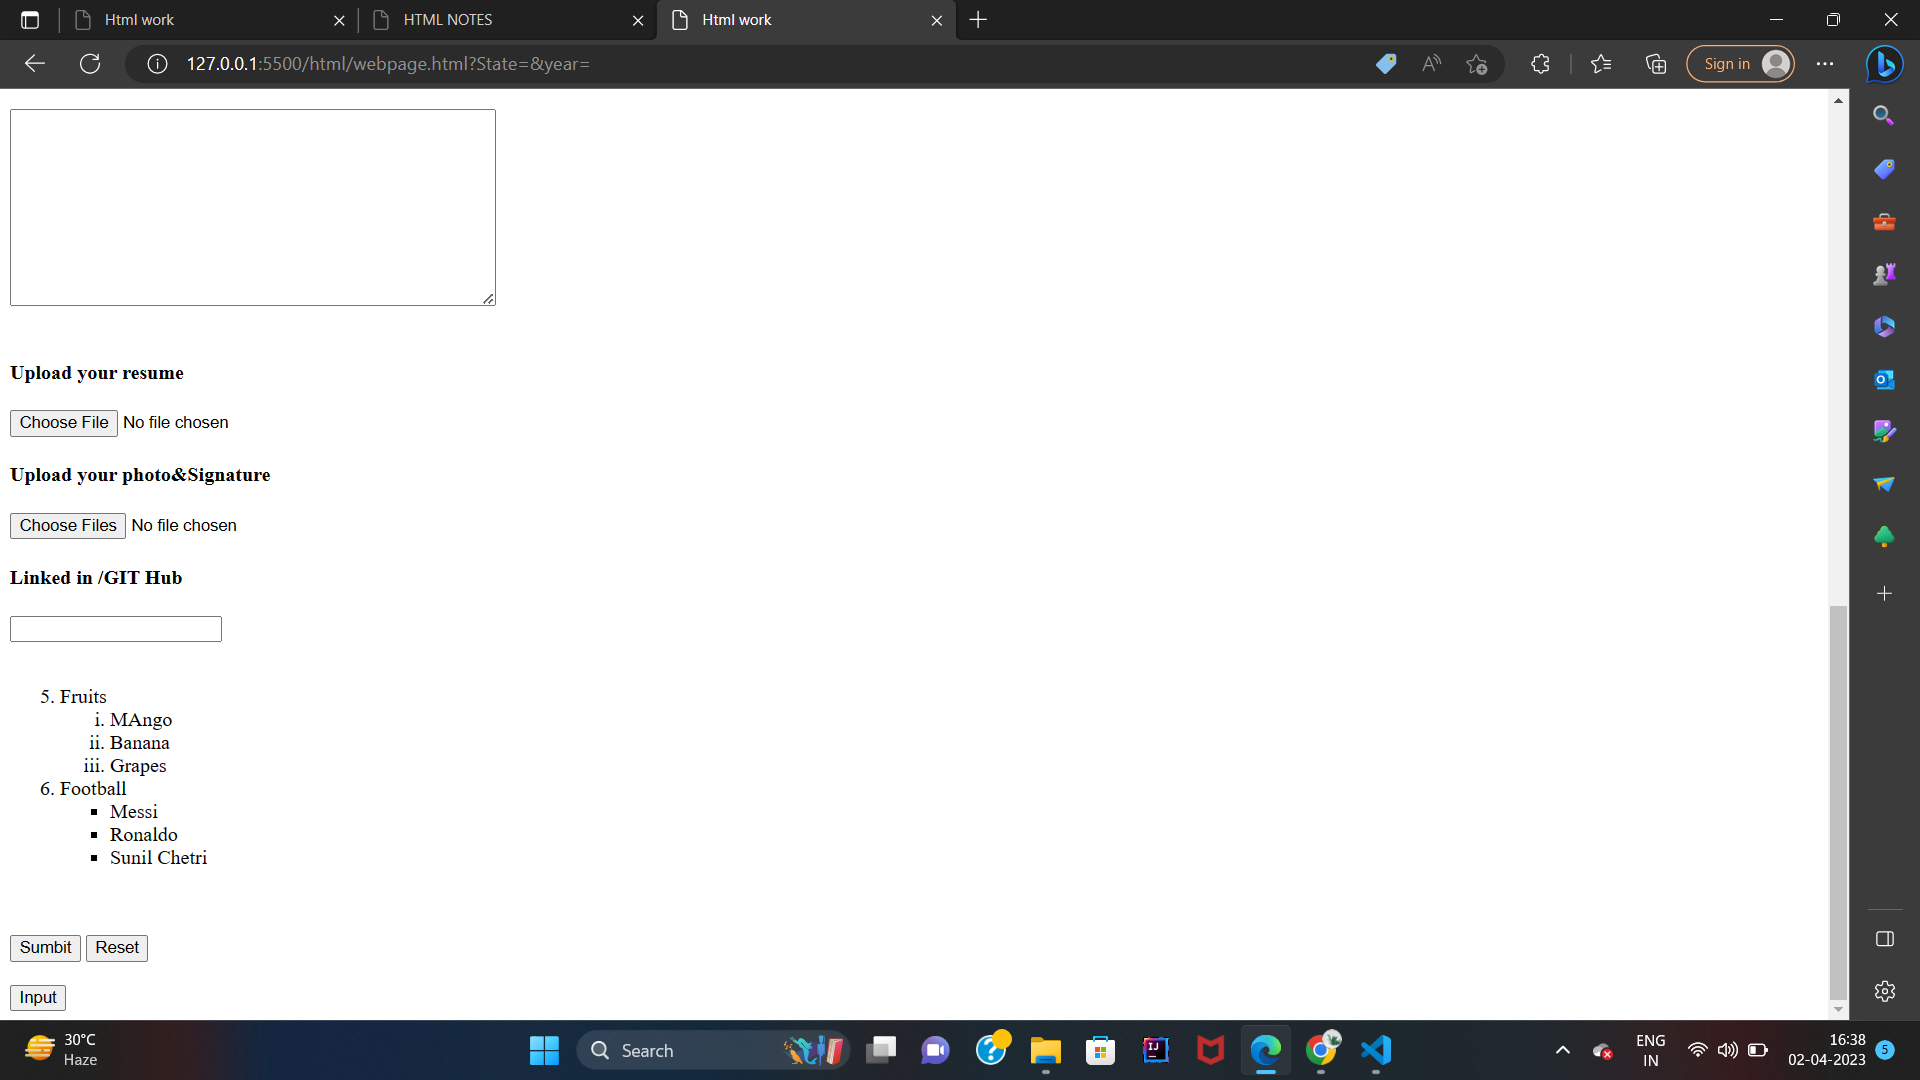 Html work
HTML NOTES
Html work
127.0.0.1:5500/html/webpage.html?State=&year=
Sign in
Upload your resume
Choose File No file chosen
Upload your photo&Signature
Choose Files No file chosen
Linked in /GIT Hub
5. Fruits
i. MAngo
ii. Banana
iii. Grapes
6. Football
Messi
Ronaldo
Sunil Chetri
Sumbit Reset
Input
30°C
Haze
Search
ENG
IN
16:38
02-04-2023
5